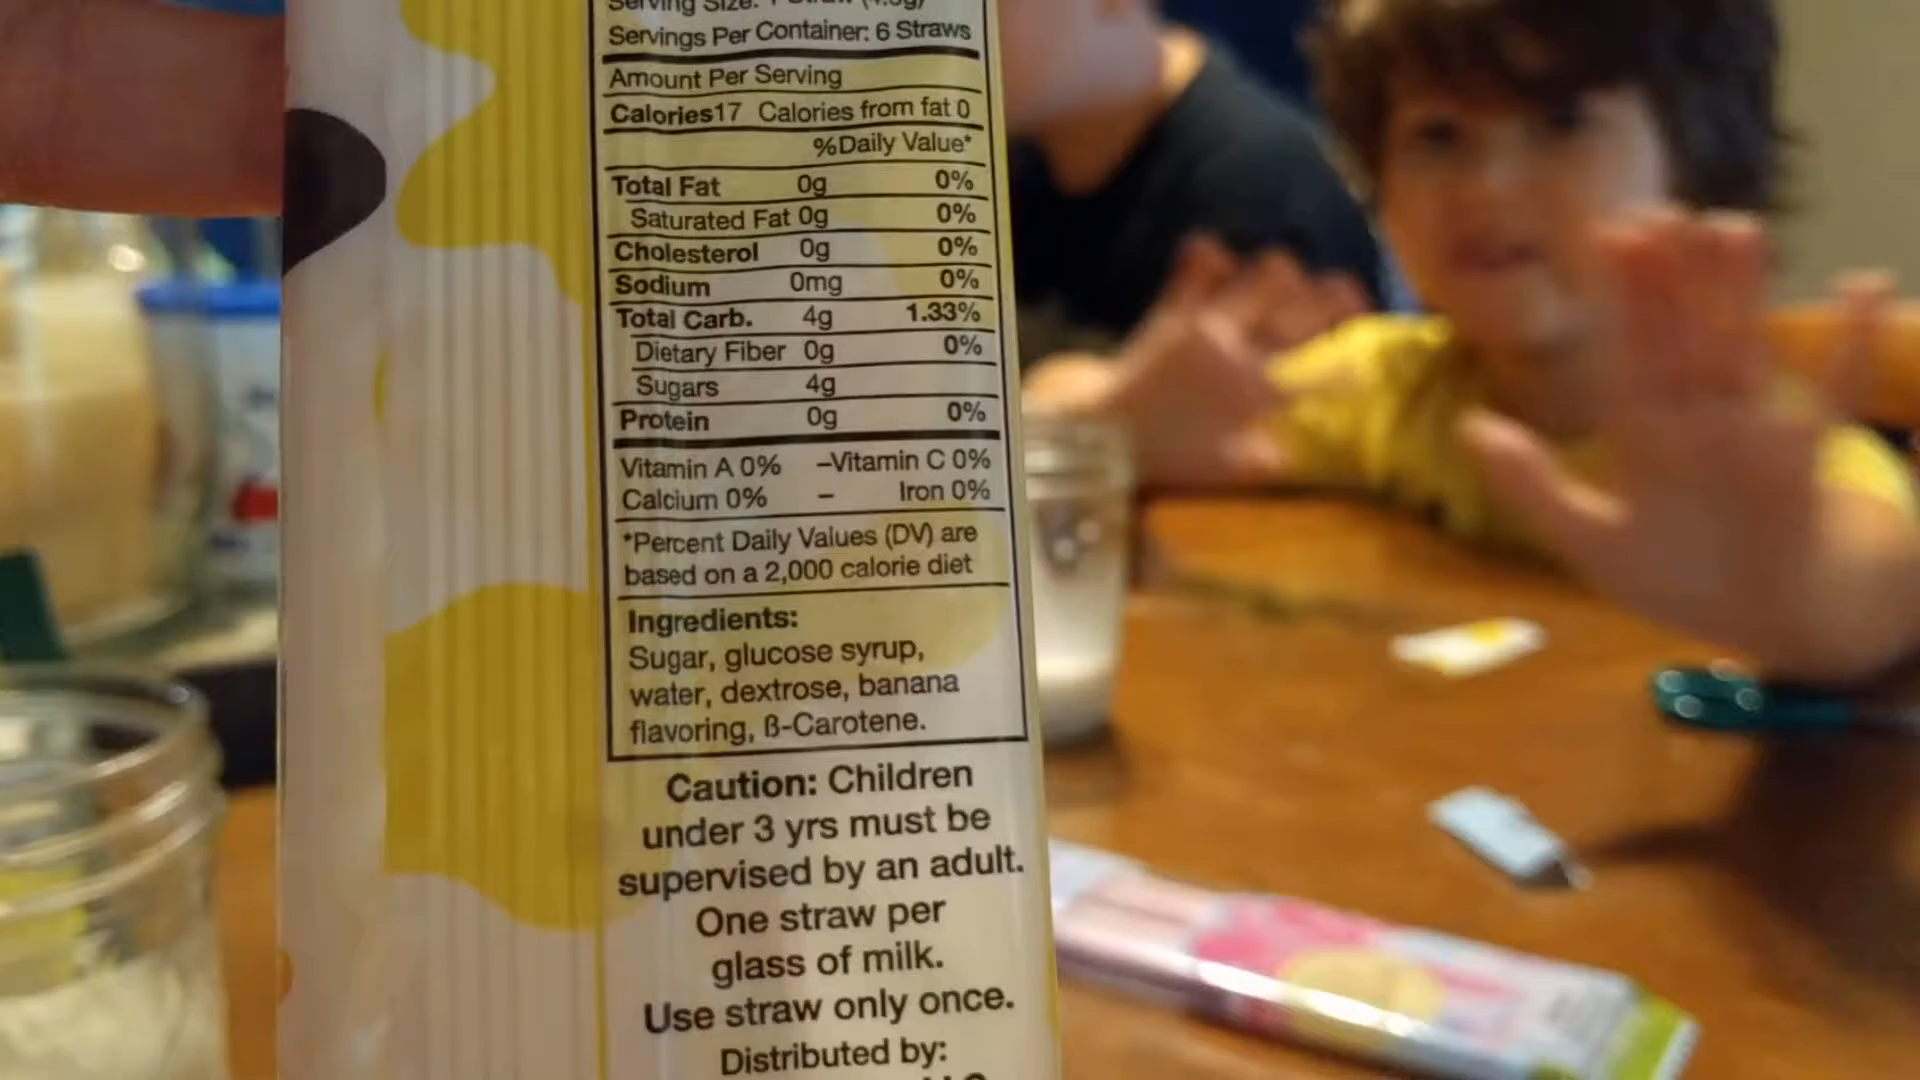 Serving Size: 1 Straw
Servings Per Container: 6 Straws
Amount Per Serving
Calories17 Calories from fat 0
%Daily Value*
Total Fat 0g 0%
Saturated Fat 0g 0%
Cholesterol 0g 0%
Sodium 0mg 0%
Total Carb. 4g 1.33%
Dietary Fiber 0g 0%
Sugars 4g
Protein 0g 0%
Vitamin A 0% –Vitamin C 0%
Calcium 0% – Iron 0%
*Percent Daily Values (DV) are
based on a 2,000 calorie diet
Ingredients:
Sugar, glucose syrup,
water, dextrose, banana
flavoring, ß-Carotene.
Caution: Children
under 3 yrs must be
supervised by an adult.
One straw per
glass of milk.
Use straw only once.
Distributed by: